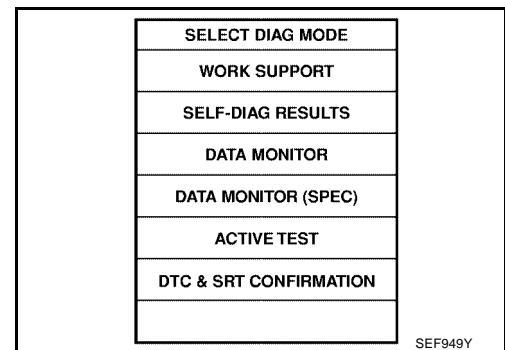 SELECT DIAG MODE
WORK SUPPORT
SELF-DIAG RESULTS
DATA MONITOR
DATA MONITOR (SPEC)
ACTIVE TEST
DTC & SRT CONFIRMATION
SEF949Y